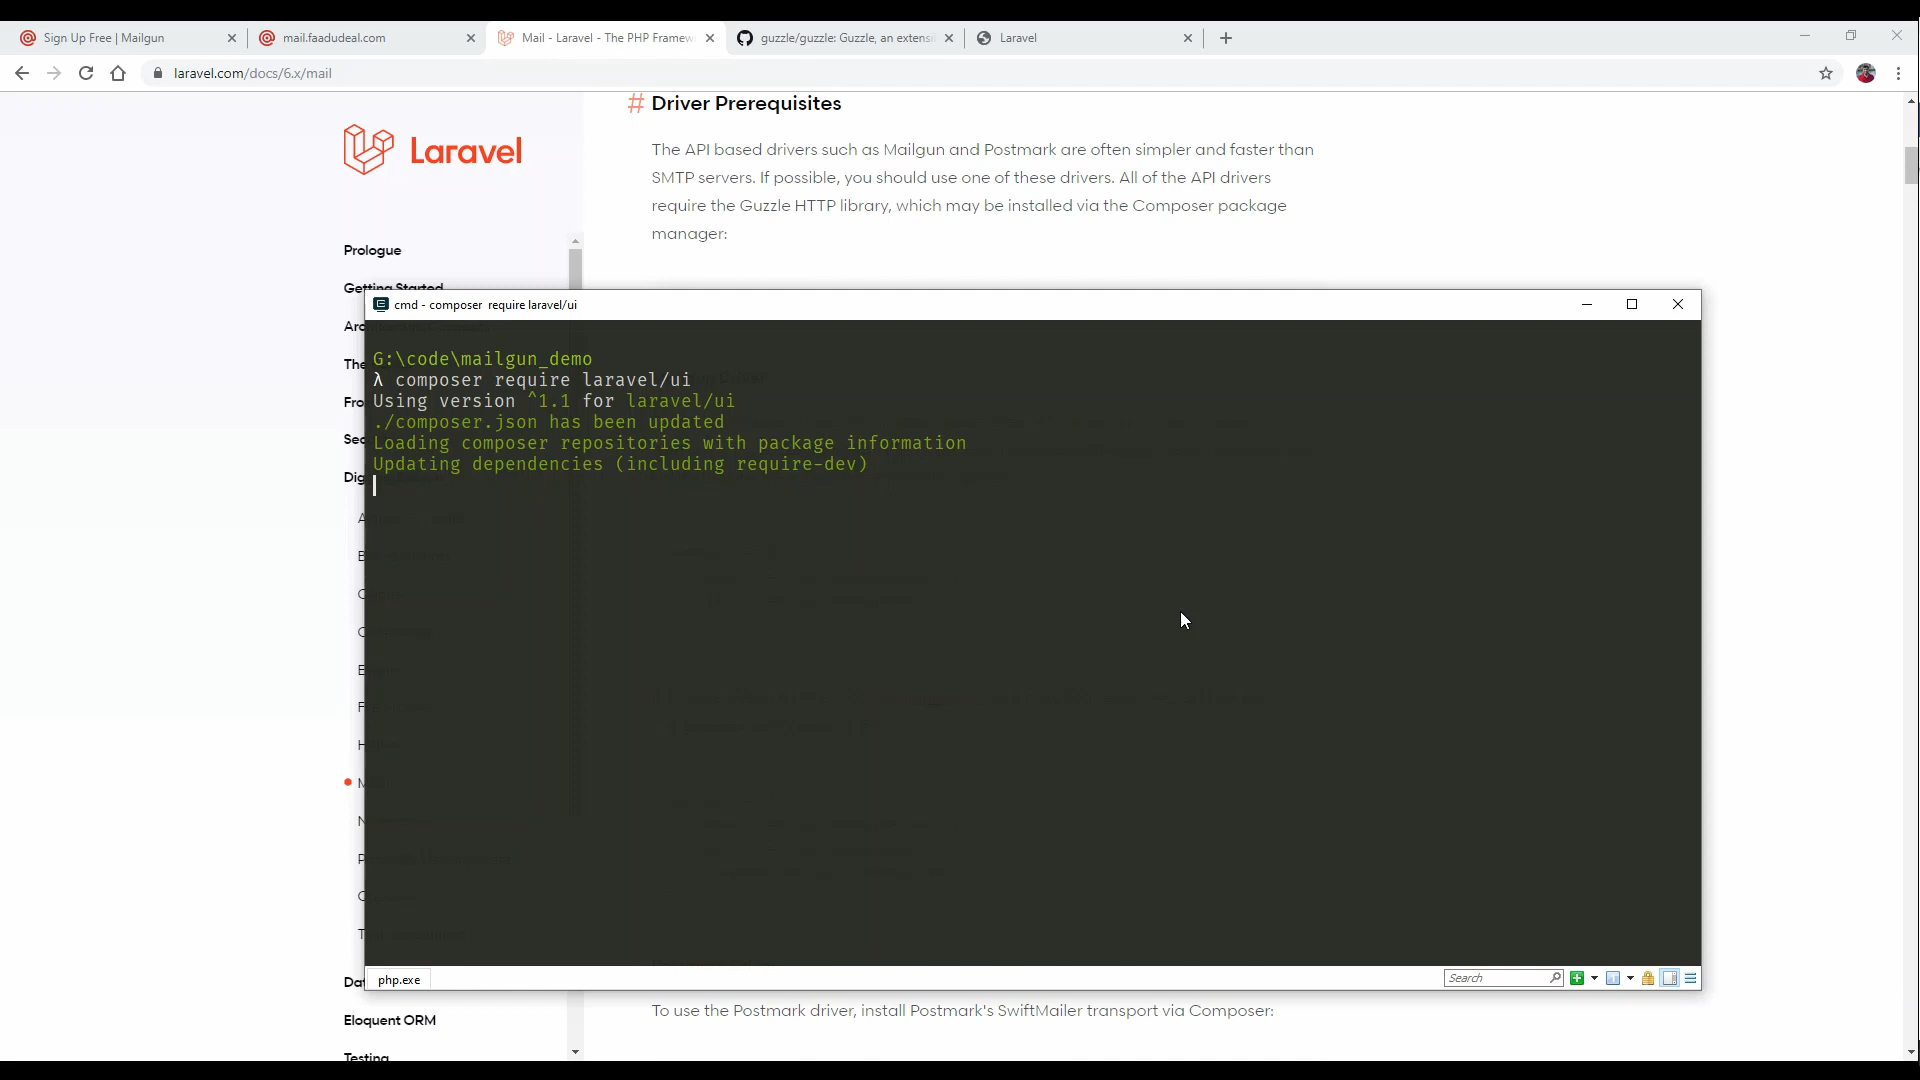 Sign Up Free | Mailgun
mail.faadudeal.com
Mail - Laravel - The PHP Framew
guzzle/guzzle: Guzzle, an extensi
Laravel
laravel.com/docs/6.x/mail
# Driver Prerequisites
Laravel
The API based drivers such as Mailgun and Postmark are often simpler and faster than
SMTP servers. If possible, you should use one of these drivers. All of the API drivers
require the Guzzle HTTP library, which may be installed via the Composer package
manager:
Prologue
Getting Started
cmd - composer require laravel/ui
G:\code\mailgun_demo
λ composer require laravel/ui
Using version ^1.1 for laravel/ui
./composer.json has been updated
Loading composer repositories with package information
Updating dependencies (including require-dev)
php.exe
Search
To use the Postmark driver, install Postmark's SwiftMailer transport via Composer:
Eloquent ORM
Testing